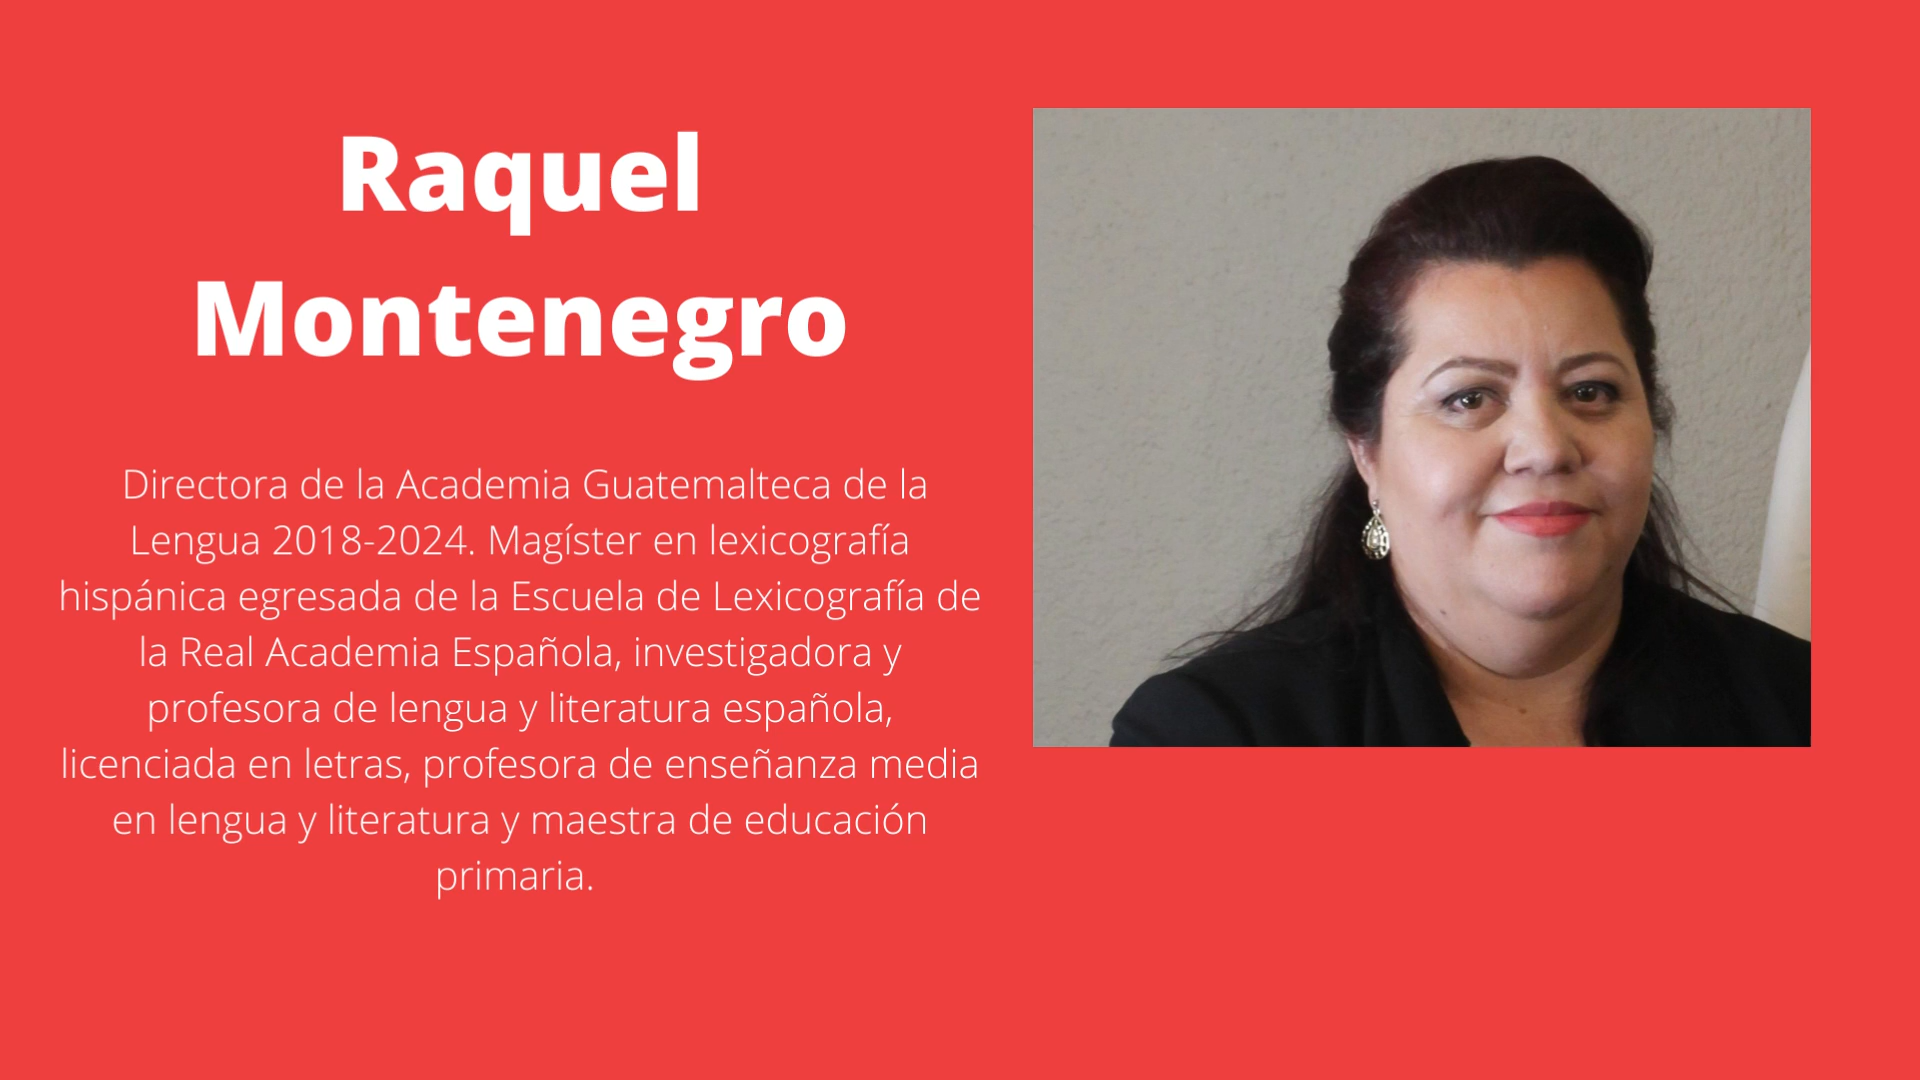 Raquel
Montenegro
Directora de la Academia Guatemalteca de la
Lengua 2018-2024. Magíster en lexicografía
hispánica egresada de la Escuela de Lexicografía de
la Real Academia Española, investigadora y
profesora de lengua y literatura española,
licenciada en letras, profesora de enseñanza media
en lengua y literatura y maestra de educación
primaria.